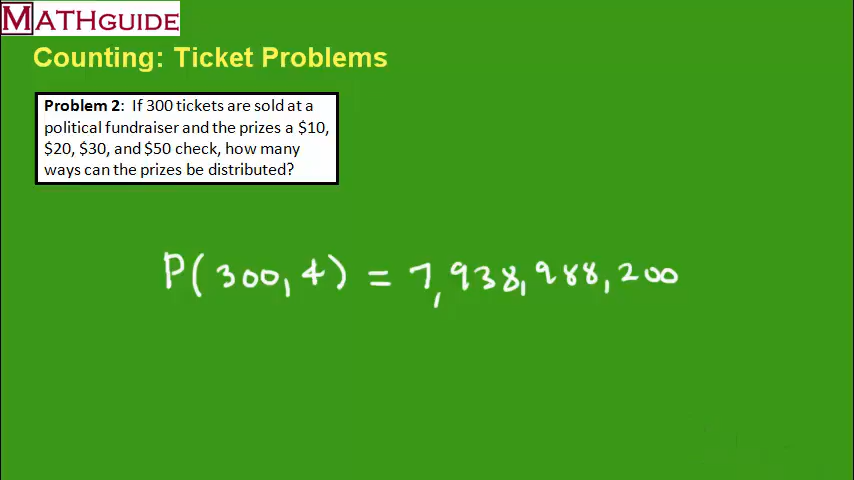 MATHGUIDE
Counting: Ticket Problems
Problem 2: If 300 tickets are sold at a
political fundraiser and the prizes a $10,
$20, $30, and $50 check, how many
ways can the prizes be distributed?
P(300, 4) = 7,938,988,200